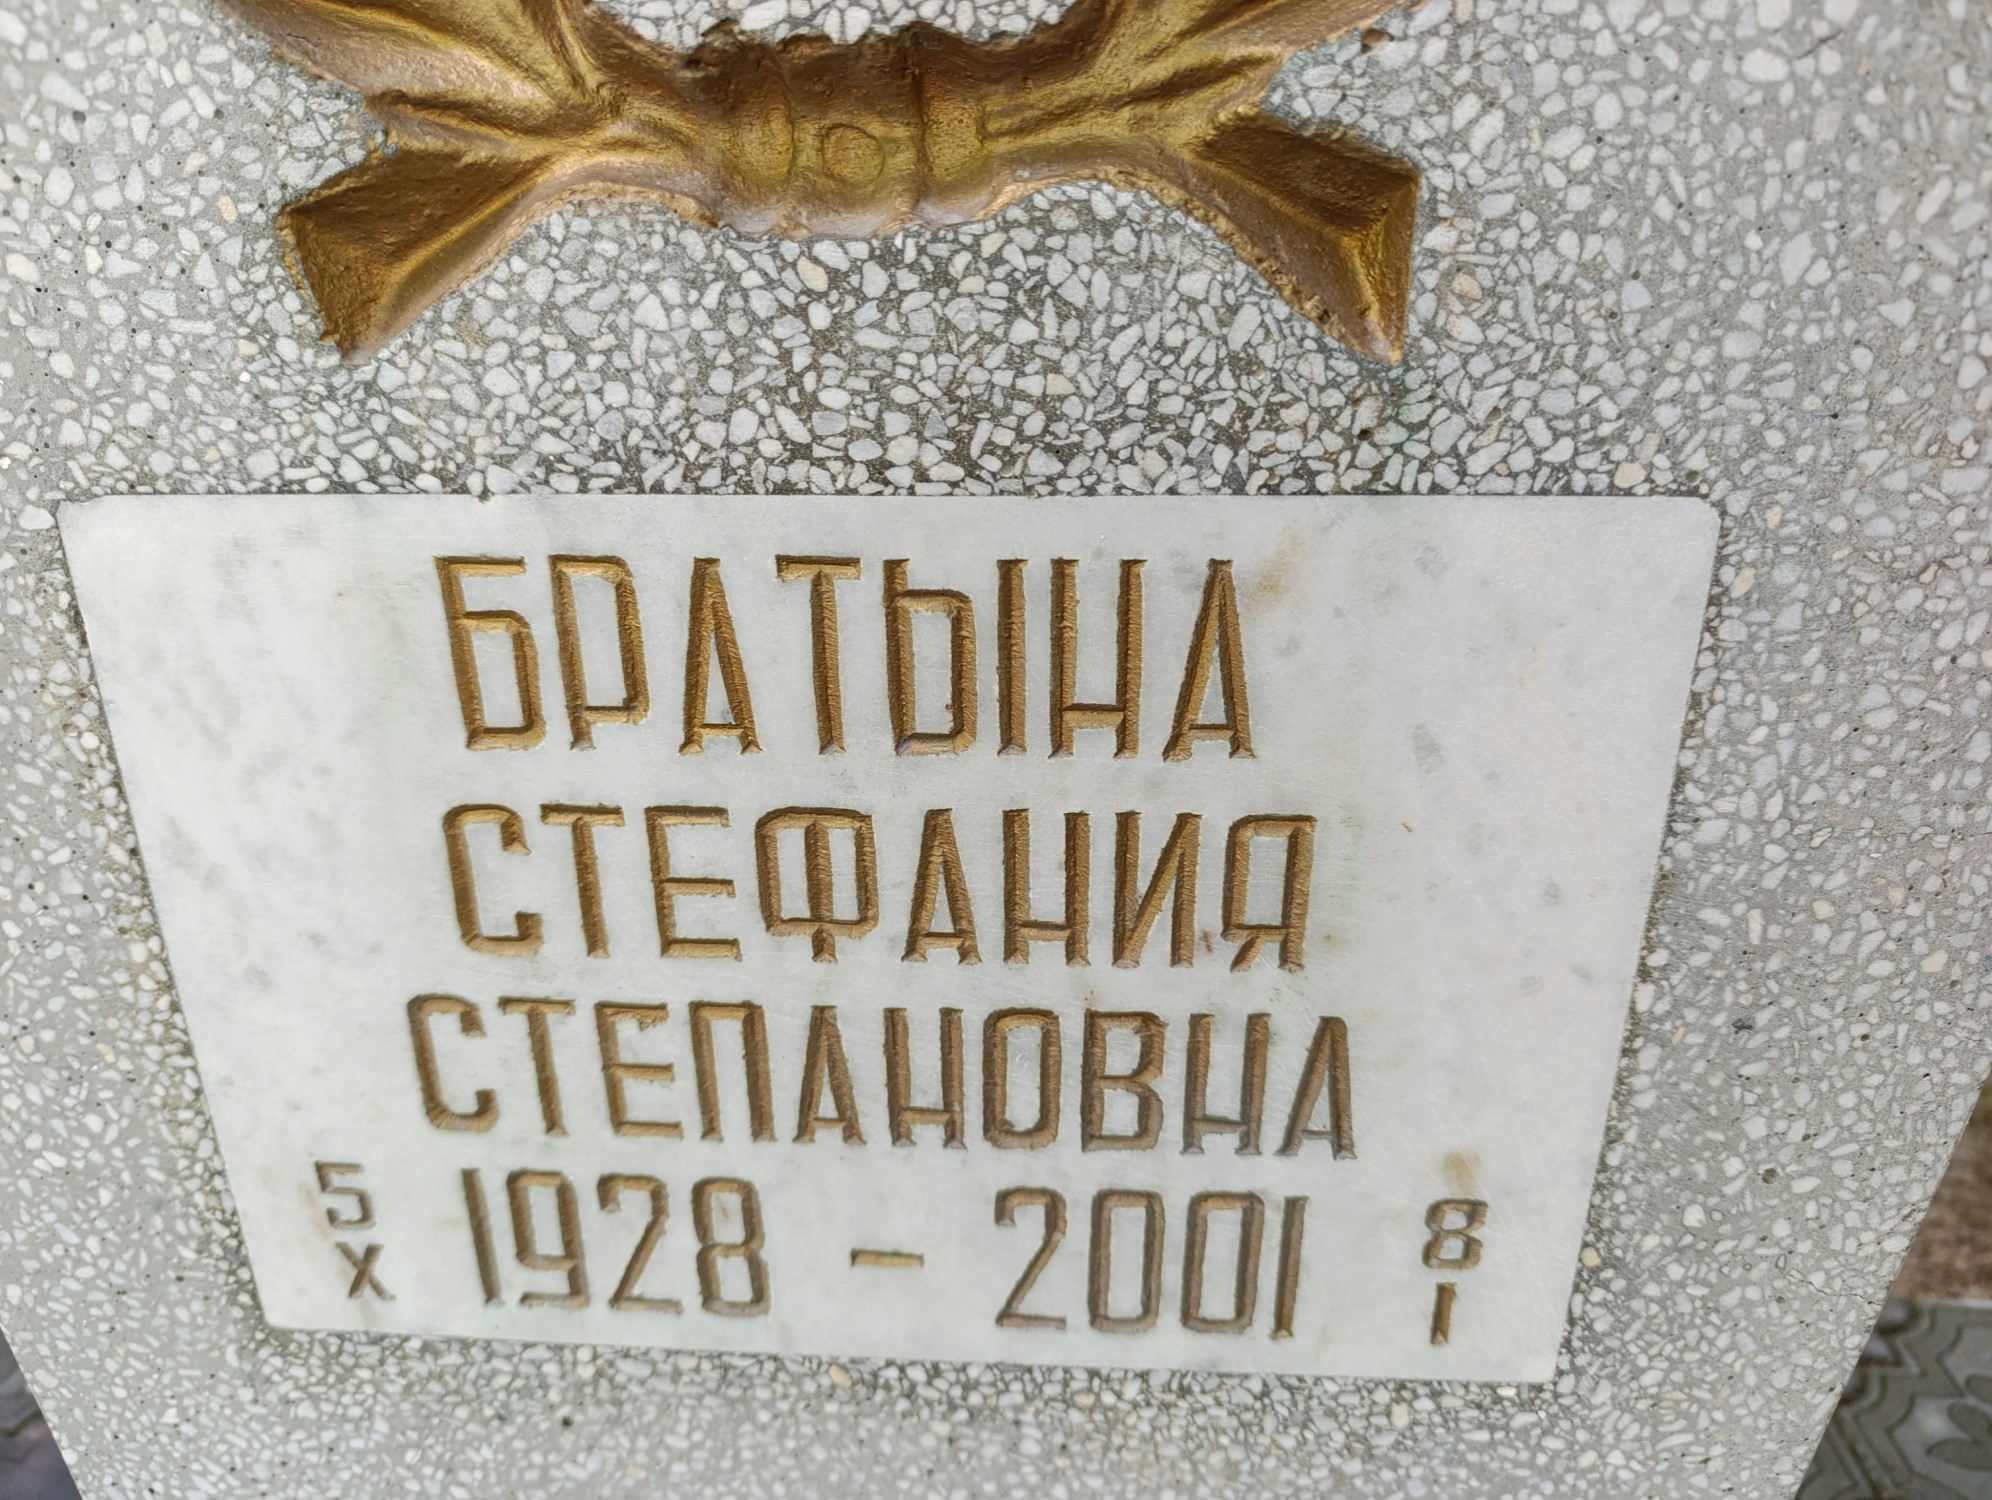 БРАТЫНА
СТЕФАНИЯ
СТЕПАНОВНА
5 X 1928 - 2001 8 I